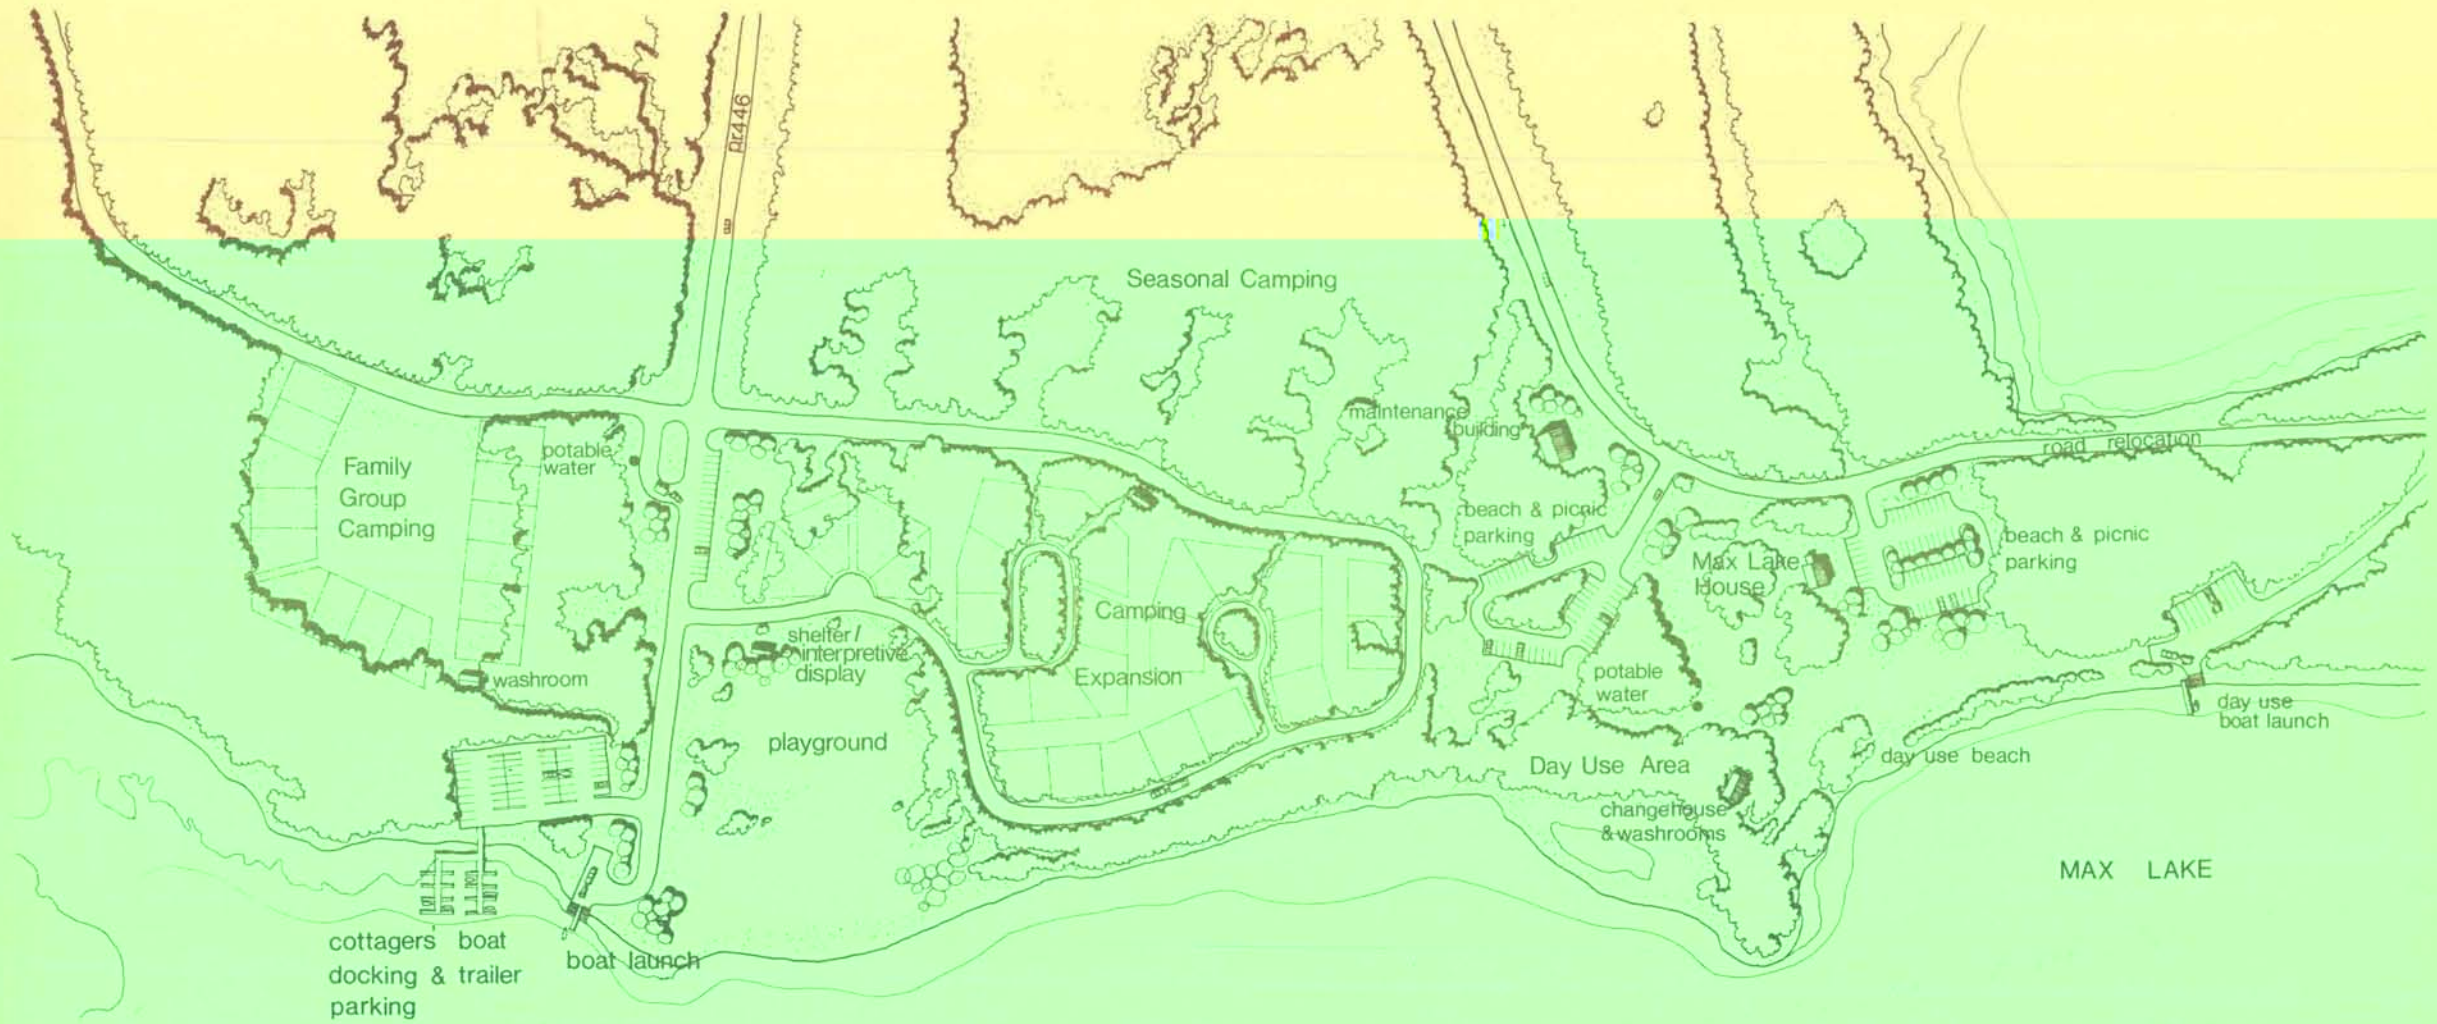 pr446
Seasonal Camping
maintenance
building
road relocation
Family
Group
Camping
potable
water
beach & picnic
parking
beach & picnic
parking
Max Lake
House
Camping
Expansion
shelter/
interpretive
display
washroom
potable
water
day use
boat launch
playground
Day Use Area
day use beach
changehouse
& washrooms
MAX LAKE
cottagers boat
docking & trailer
parking
boat launch